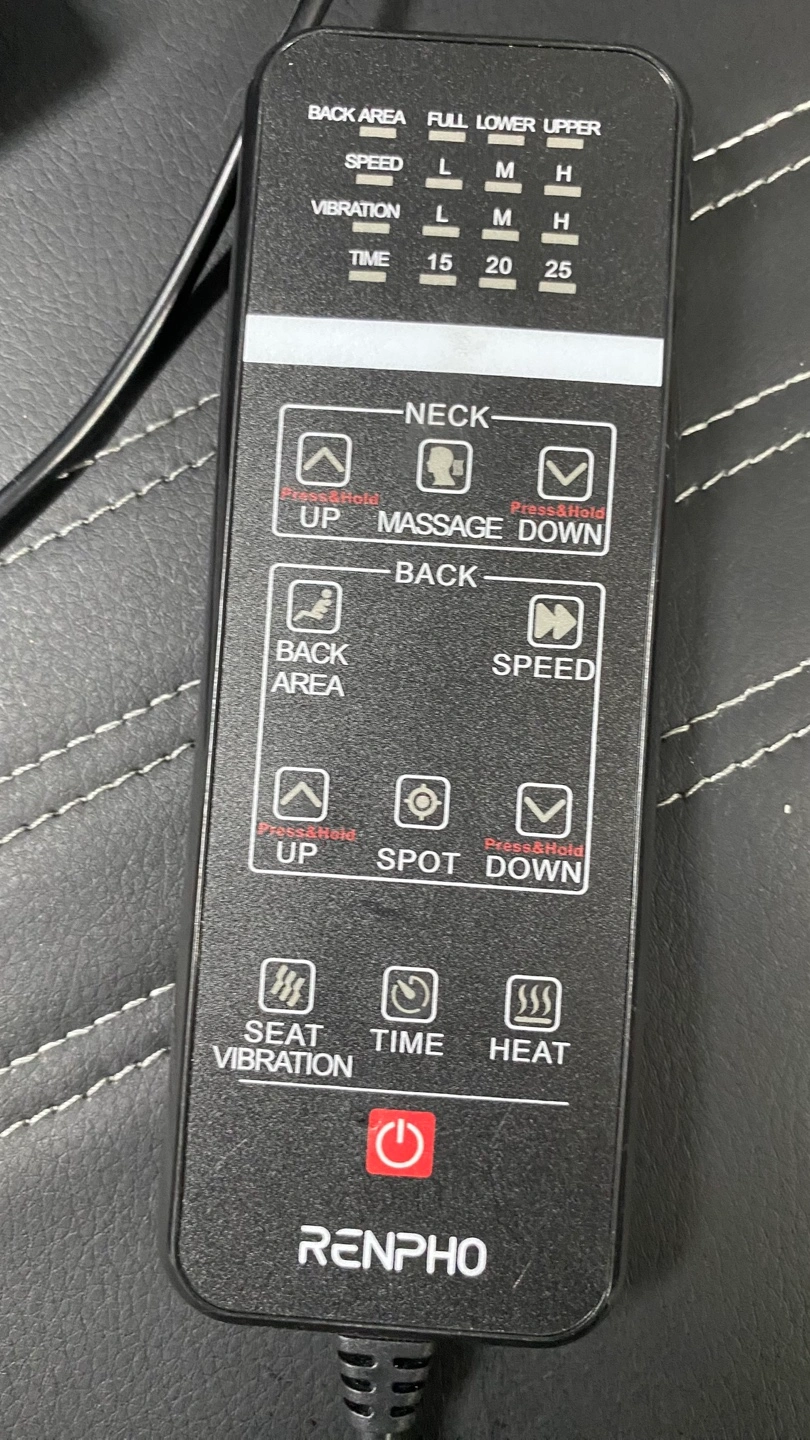 BACK AREA FULL LOWER UPPER
SPEED L M H
VIBRATION L M H
TIME 15 20 25
NECK
Press&Hold Press&Hold
UP MASSAGE DOWN
BACK
BACK AREA SPEED
Press&Hold Press&Hold
UP SPOT DOWN
SEAT VIBRATION TIME HEAT
RENPHO